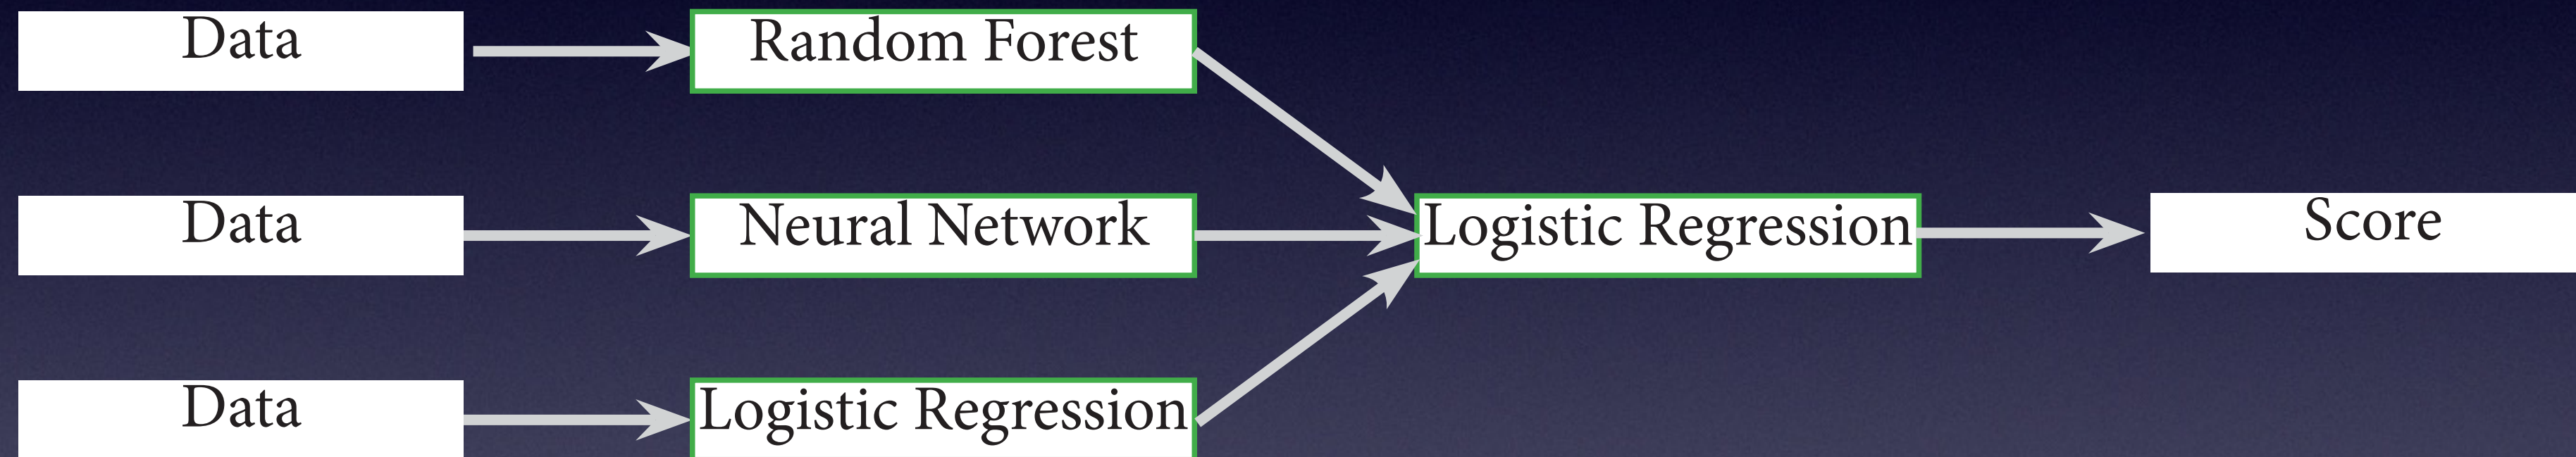 Data
Random Forest
Data
Neural Network
Logistic Regression
Score
Data
Logistic Regression